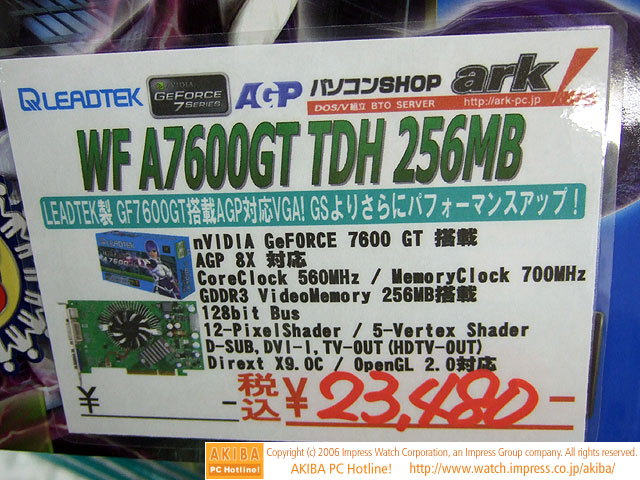 LEADTEK
NVIDIA
GEFORCE
7 SERIES
AGP
パソコンSHOP
DOS/V組立 BTO SERVER
ark!
http://ark-pc.jp
WF A7600GT TDH 256MB
LEADTEK製 GF7600GT搭載AGP対応VGA! GSよりさらにパフォーマンスアップ!
LEADTEK
A7600
nVIDIA GeFORCE 7600 GT 搭載
AGP 8X 対応
CoreClock 560MHz / MemoryClock 700MHz
GDDR3 VideoMemory 256MB搭載
128bit Bus
12-PixelShader / 5-Vertex Shader
D-SUB,DVI-I,TV-OUT(HDTV-OUT)
Dirext X9.0C / OpenGL 2.0対応
¥ -
税込 ¥23,480-
AKIBA
PC Hotline!
Copyright (c) 2006 Impress Watch Corporation, an Impress Group company. All rights reserved.
AKIBA PC Hotline! http://www.watch.impress.co.jp/akiba/